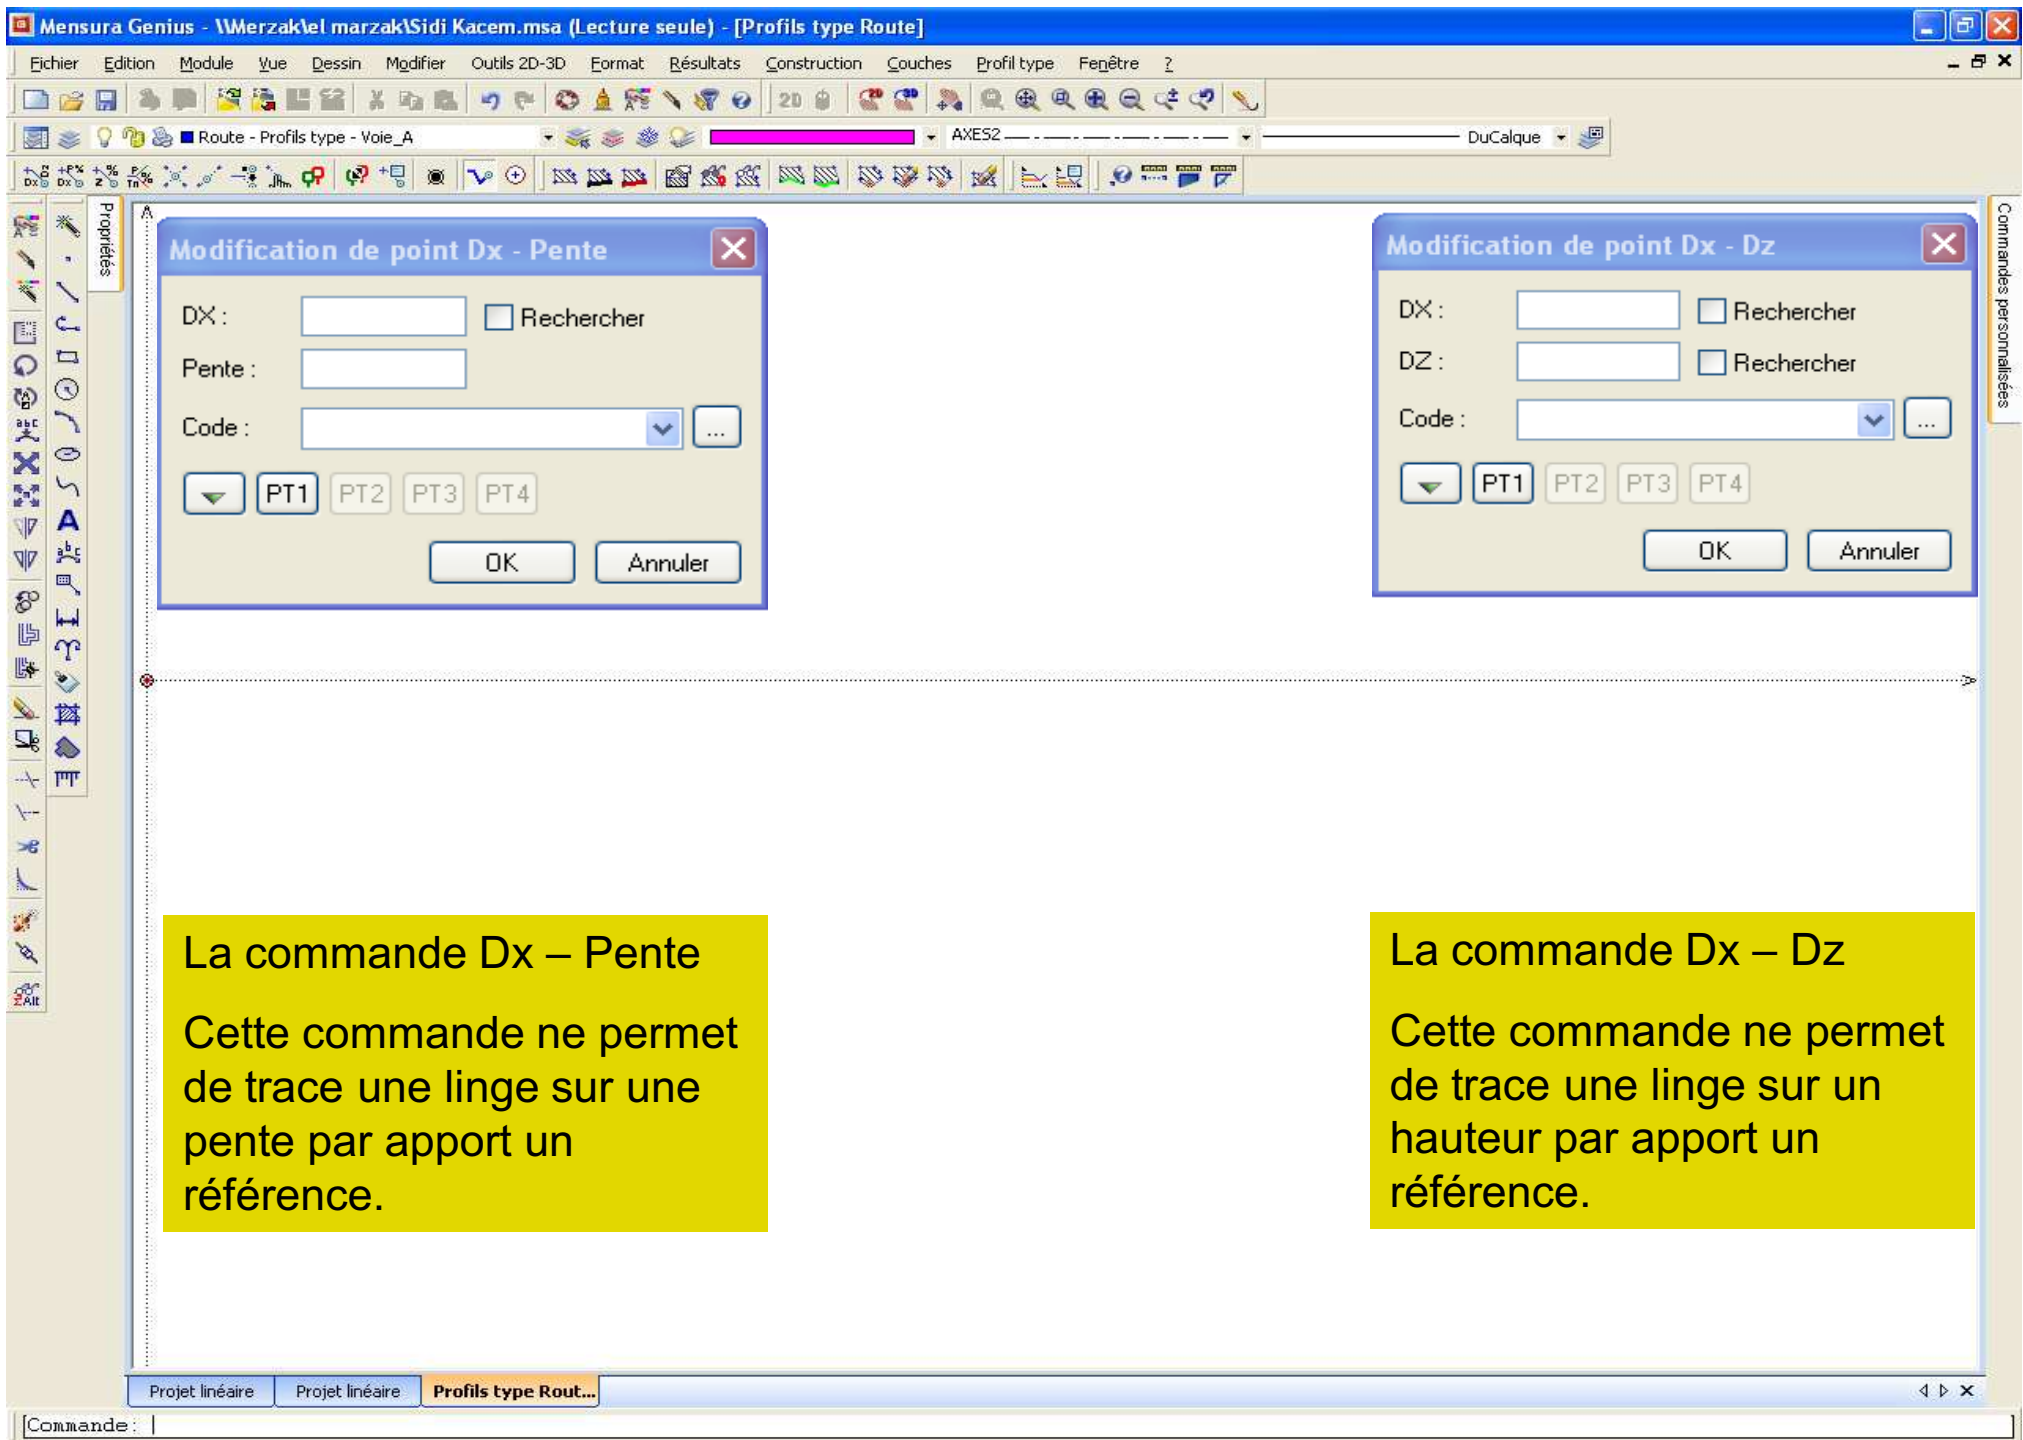 Mensura Genius - \\Merzak\el marzak\Sidi Kacem.msa (Lecture seule) - [Profils type Route]
Eichier Edition Module Vue Dessin Modifier Outils 2D-3D Format Résultats Construction Couches Profil type Fenêtre ?
2D
Route - Profils type - Voie_A
AXES2
DuCalque
Propriétés
Commandes personnalisées
Modification de point Dx - Pente
DX :
Rechercher
Pente :
Code :
...
PT1 PT2 PT3 PT4
OK Annuler
Modification de point Dx - Dz
DX :
Rechercher
DZ :
Rechercher
Code :
...
PT1 PT2 PT3 PT4
OK Annuler
La commande Dx – Pente
Cette commande ne permet
de trace une linge sur une
pente par apport un
référence.
La commande Dx – Dz
Cette commande ne permet
de trace une linge sur un
hauteur par apport un
référence.
Projet linéaire Projet linéaire Profils type Rout...
[Commande: